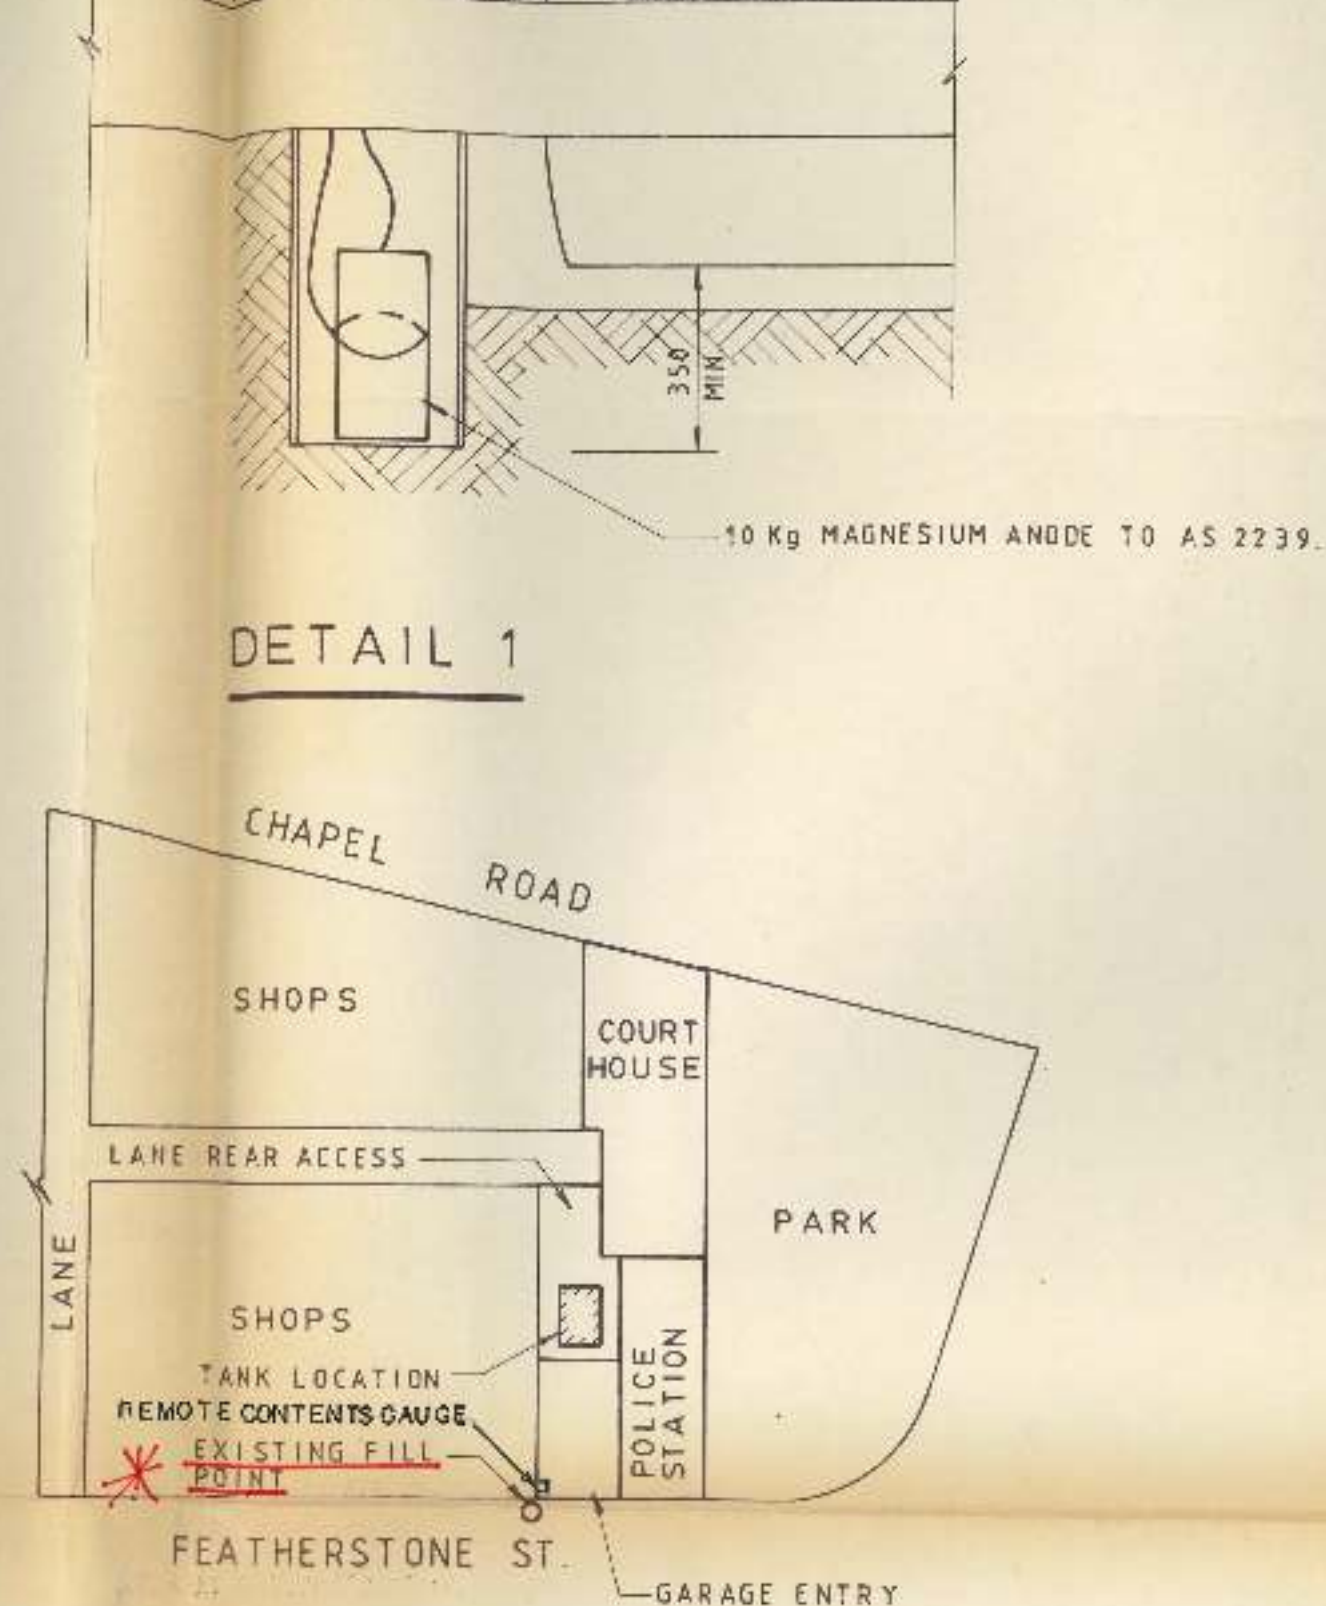 350
MIN.
10 Kg MAGNESIUM ANODE TO AS 2239.
DETAIL 1
CHAPEL ROAD
SHOPS
COURT
HOUSE
LANE REAR ACCESS
PARK
LANE
SHOPS
TANK LOCATION
REMOTE CONTENTS GAUGE
EXISTING FILL
POINT
POLICE
STATION
FEATHERSTONE ST.
GARAGE ENTRY